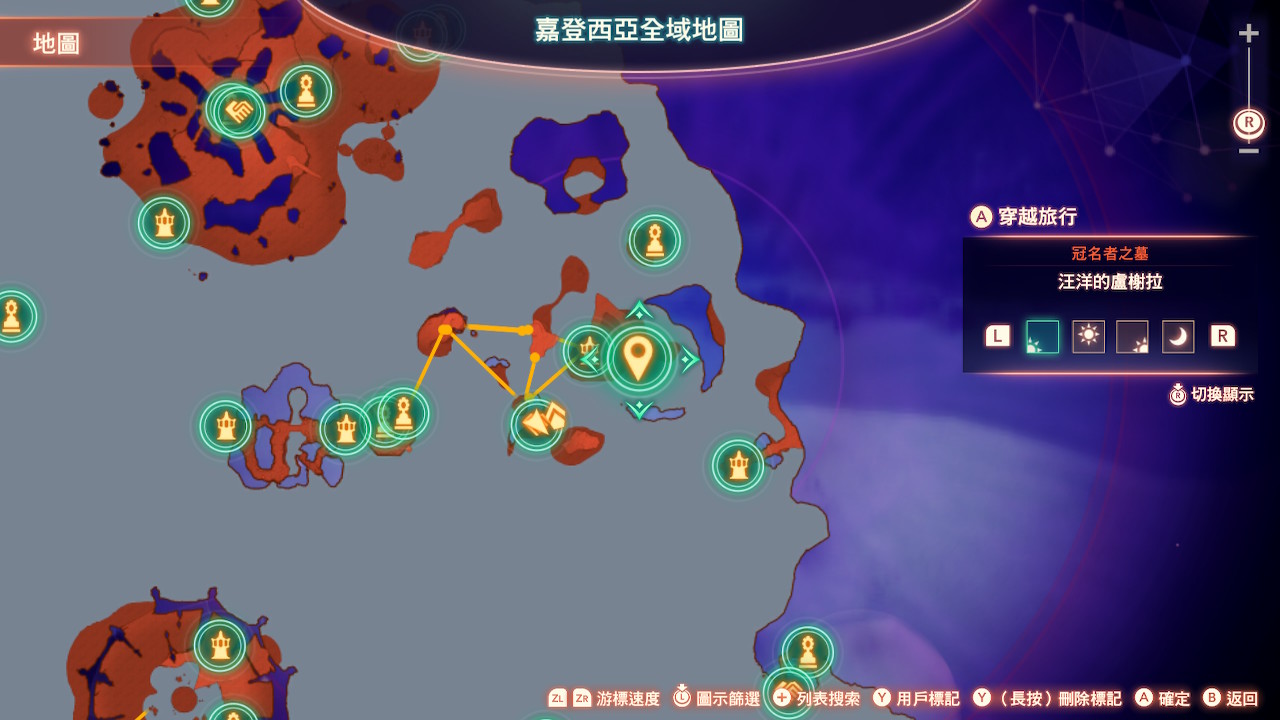 嘉登西亞全域地圖
地圖
R
A 穿越旅行
冠名者之墓
汪洋的盧榭拉
L R
R 切換顯示
ZL ZR 游標速度 L 圖示篩選 + 列表搜索 Y 用戶標記 Y （長按）刪除標記 A 確定 B 返回